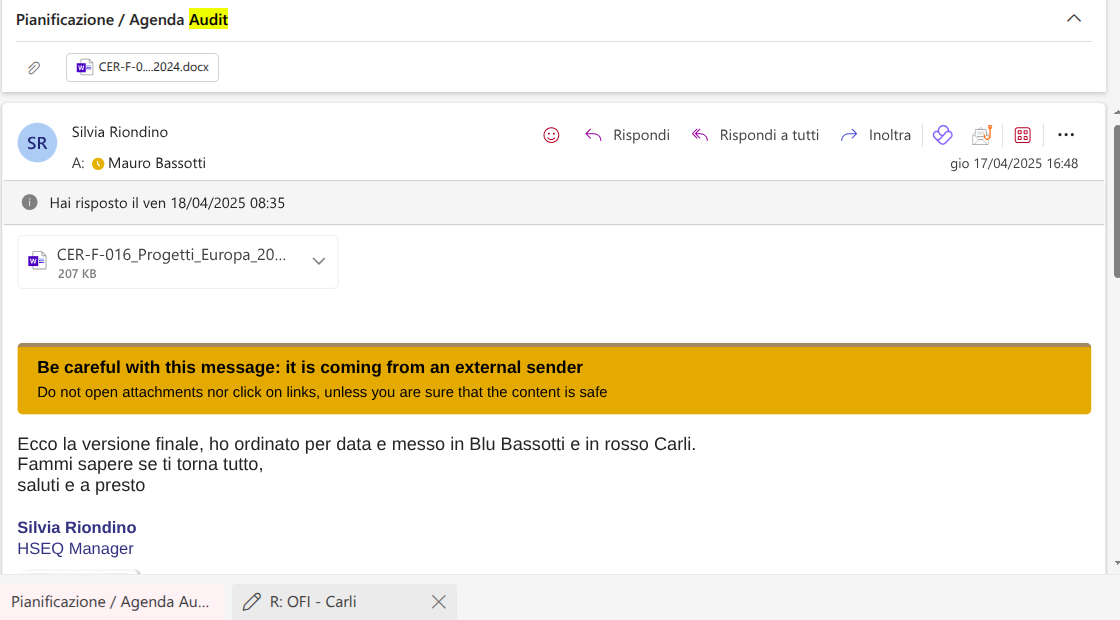 Pianificazione / Agenda Audit
CER-F-0....2024.docx
SR
Silvia Riondino
Rispondi
Rispondi a tutti
Inoltra
A: Mauro Bassotti
gio 17/04/2025 16:48
Hai risposto il ven 18/04/2025 08:35
CER-F-016_Progetti_Europa_20...
207 KB
Be careful with this message: it is coming from an external sender
Do not open attachments nor click on links, unless you are sure that the content is safe
Ecco la versione finale, ho ordinato per data e messo in Blu Bassotti e in rosso Carli.
Fammi sapere se ti torna tutto,
saluti e a presto
Silvia Riondino
HSEQ Manager
Pianificazione / Agenda Au...
R: OFI - Carli